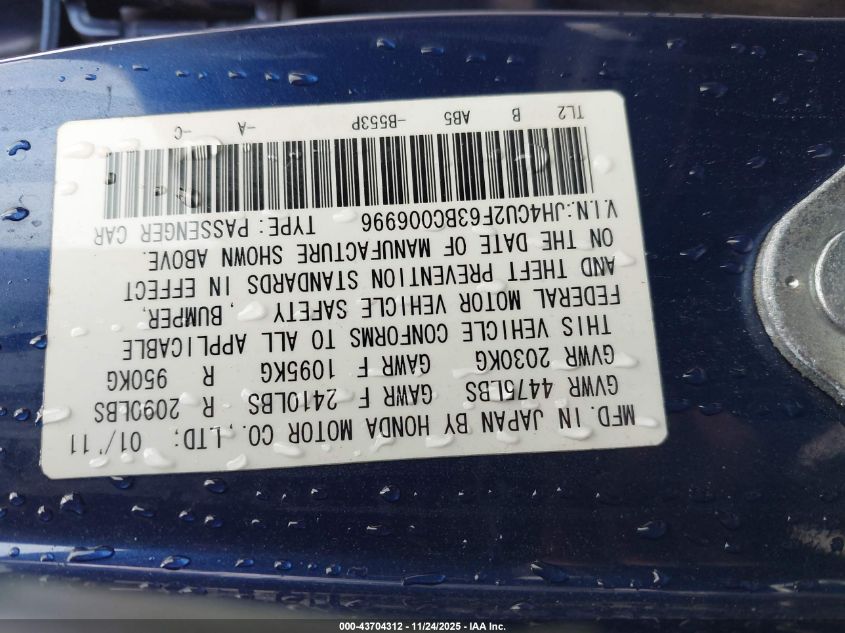 MFD. IN JAPAN BY HONDA MOTOR CO., LTD: 01/'11
GVWR 4475LBS GAWR F 2410LBS R 2090LBS
GVWR 2030KG GAWR F 1095KG R 950KG
THIS VEHICLE CONFORMS TO ALL APPLICABLE
FEDERAL MOTOR VEHICLE SAFETY, BUMPER,
AND THEFT PREVENTION STANDARDS IN EFFECT
ON THE DATE OF MANUFACTURE SHOWN ABOVE.
V.I.N:JH4CU2F63BC006996 TYPE:PASSENGER CAR
TL2 B AB5 -B553P -A -C
000-43704312 - 11/24/2025 - IAA Inc.